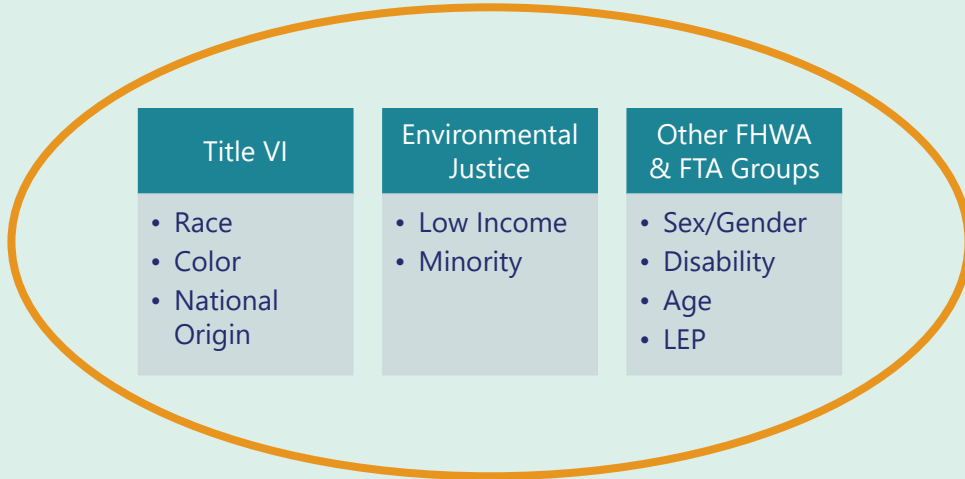 Title VI
• Race
• Color
• National
Origin
Environmental
Justice
• Low Income
• Minority
Other FHWA
& FTA Groups
• Sex/Gender
• Disability
• Age
• LEP